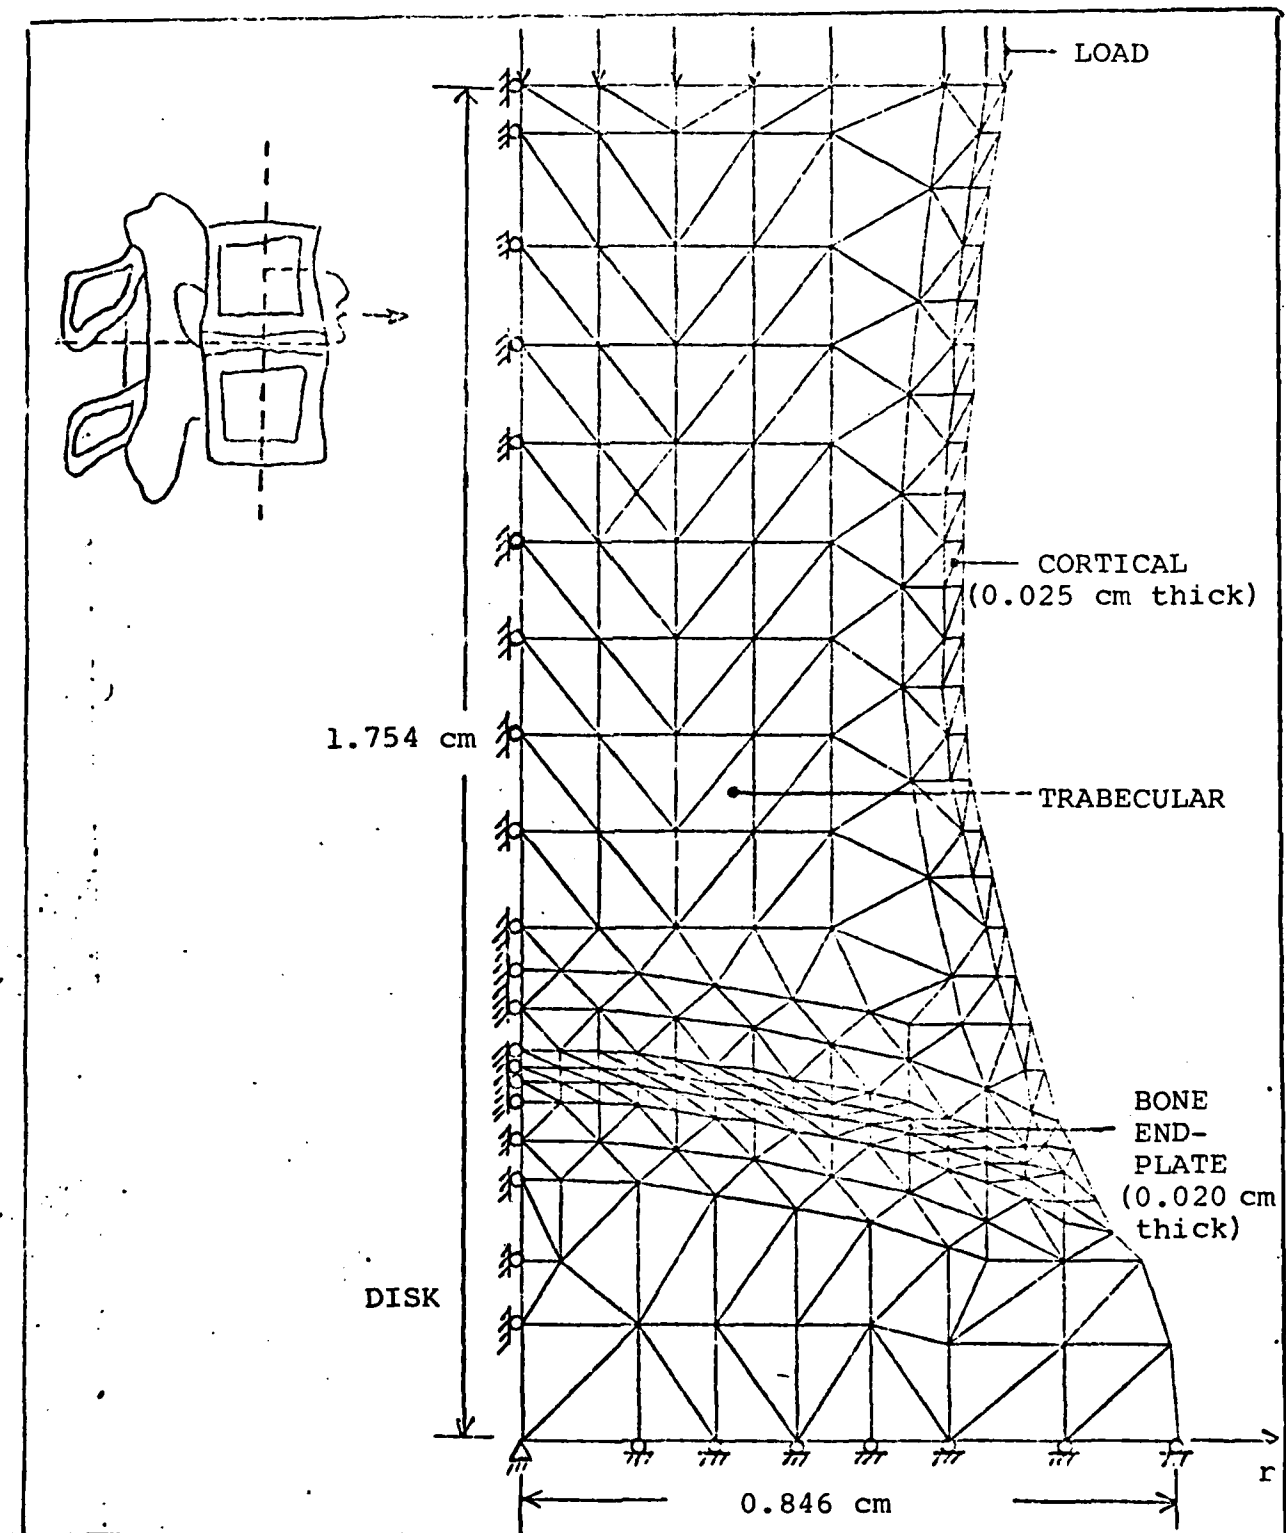 LOAD
CORTICAL
(0.025 cm thick)
1.754 cm
TRABECULAR
BONE
END-
PLATE
(0.020 cm
thick)
DISK
r
0.846 cm